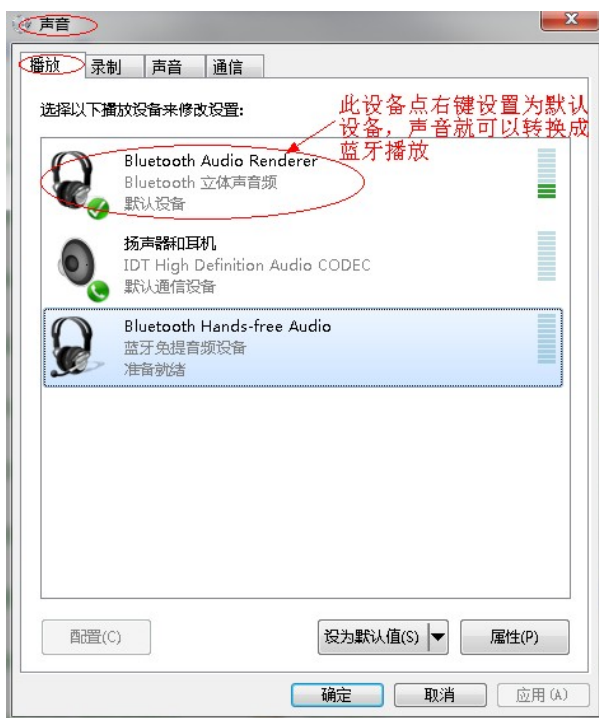 声音
播放 录制 声音 通信
选择以下播放设备来修改设置:
此设备点右键设置为默认
设备，声音就可以转换成
蓝牙播放
Bluetooth Audio Renderer
Bluetooth 立体声音频
默认设备
扬声器和耳机
IDT High Definition Audio CODEC
默认通信设备
Bluetooth Hands-free Audio
蓝牙免提音频设备
准备就绪
配置(C) 设为默认值(S) 属性(P)
确定 取消 应用(A)